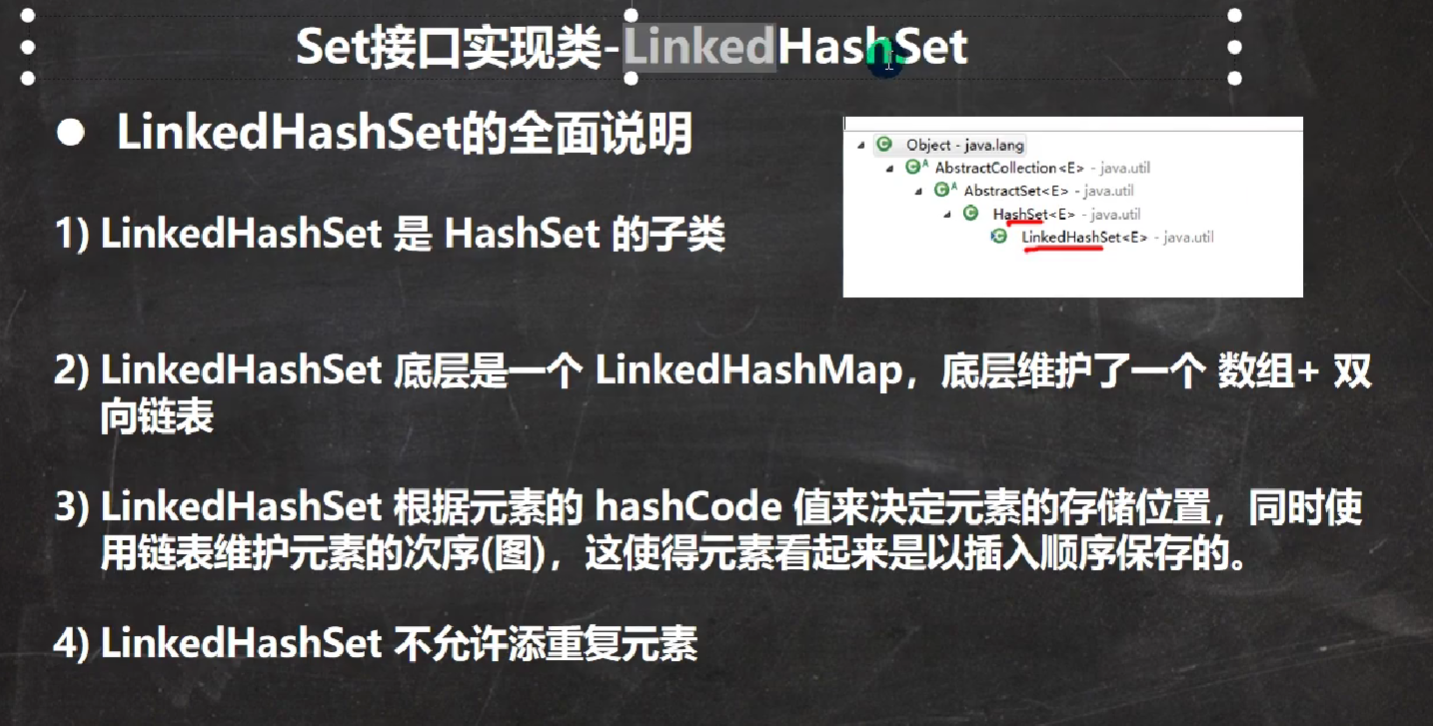 Set接口实现类-LinkedHashSet
● LinkedHashSet的全面说明
Object - java.lang
AbstractCollection<E> - java.util
AbstractSet<E> - java.util
HashSet<E> - java.util
LinkedHashSet<E> - java.util
1) LinkedHashSet 是 HashSet 的子类
2) LinkedHashSet 底层是一个 LinkedHashMap，底层维护了一个 数组+ 双
向链表
3) LinkedHashSet 根据元素的 hashCode 值来决定元素的存储位置，同时使
用链表维护元素的次序(图)，这使得元素看起来是以插入顺序保存的。
4) LinkedHashSet 不允许添重复元素